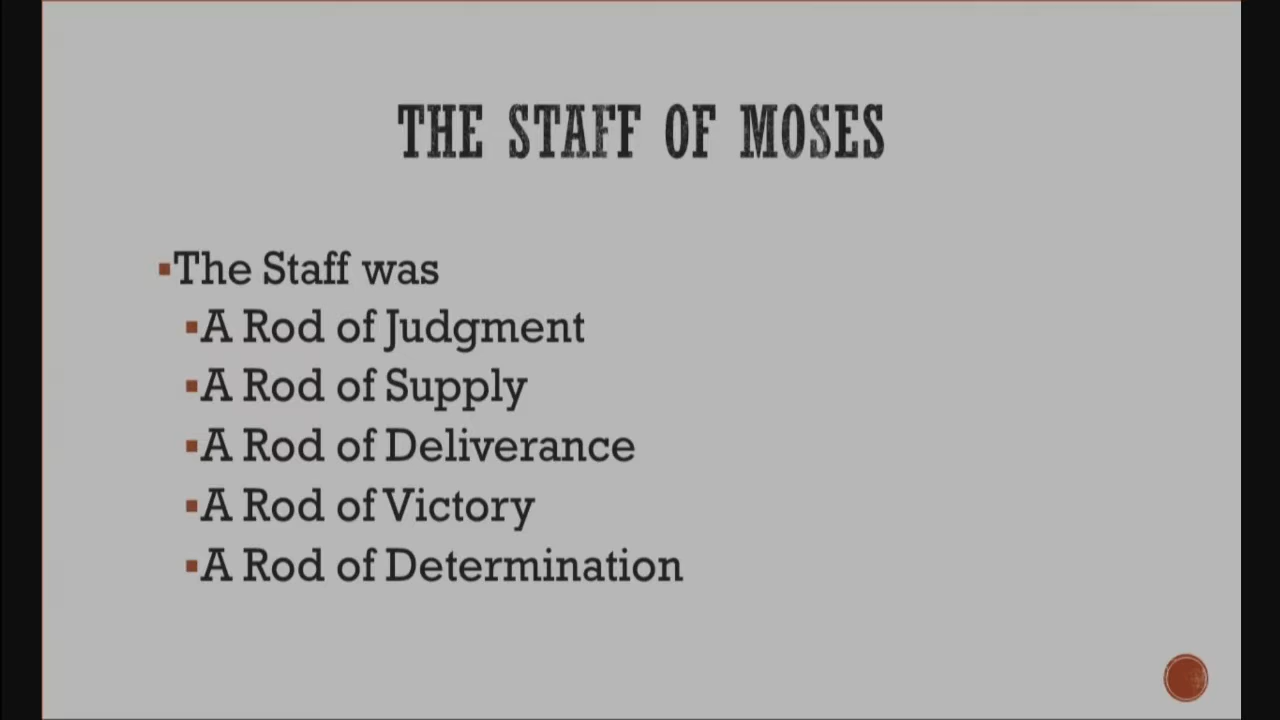 THE STAFF OF MOSES
▪The Staff was
▪A Rod of Judgment
▪A Rod of Supply
▪A Rod of Deliverance
▪A Rod of Victory
▪A Rod of Determination